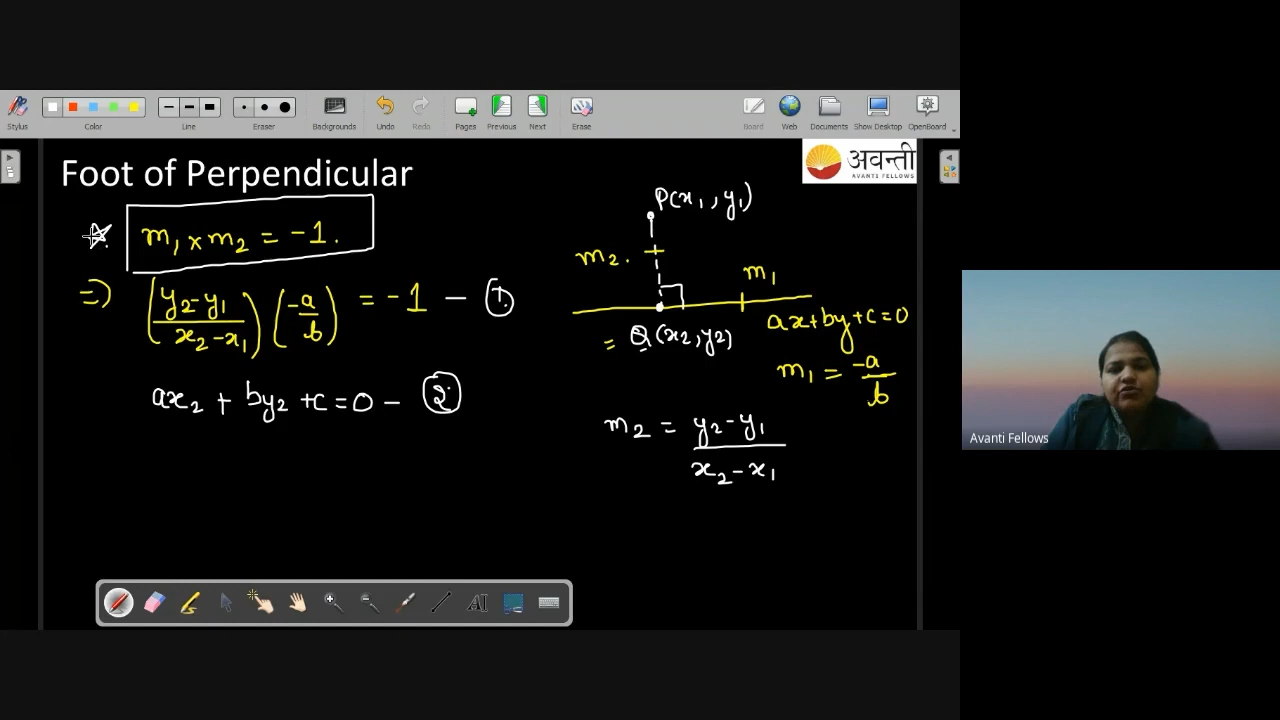 Stylus
Color
Line
Eraser
Backgrounds
Undo
Redo
Pages
Previous
Next
Erase
Board
Web
Documents
Show Desktop
OpenBoard
Foot of Perpendicular
अवन्ती
AVANTI FELLOWS
m₁ × m₂ = -1.
=> (y₂-y₁/x₂-x₁) (-a/b) = -1 - ①
ax₂ + by₂ + c = 0 - ②
P(x₁, y₁)
m₂.
m₁
ax+by+c=0
= Q(x₂, y₂)
m₁ = -a/b
m₂ = y₂-y₁/x₂-x₁
Avanti Fellows
AI